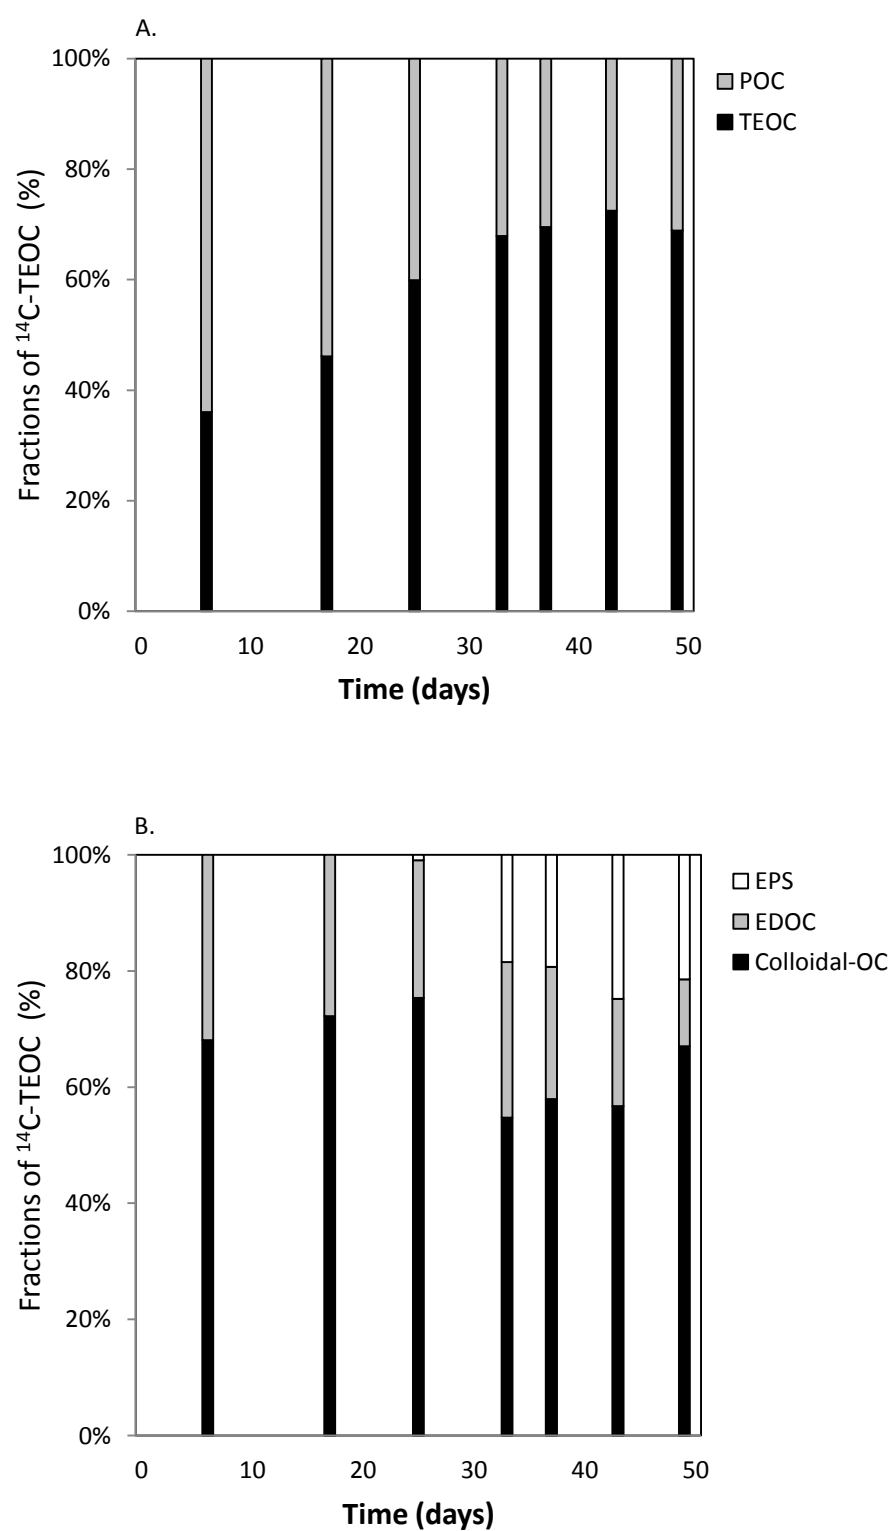 A.
100%
80%
60%
40%
20%
0%
Fractions of ¹⁴C-TEOC (%)
0 10 20 30 40 50
Time (days)
POC
TEOC
B.
100%
80%
60%
40%
20%
0%
Fractions of ¹⁴C-TEOC (%)
0 10 20 30 40 50
Time (days)
EPS
EDOC
Colloidal-OC